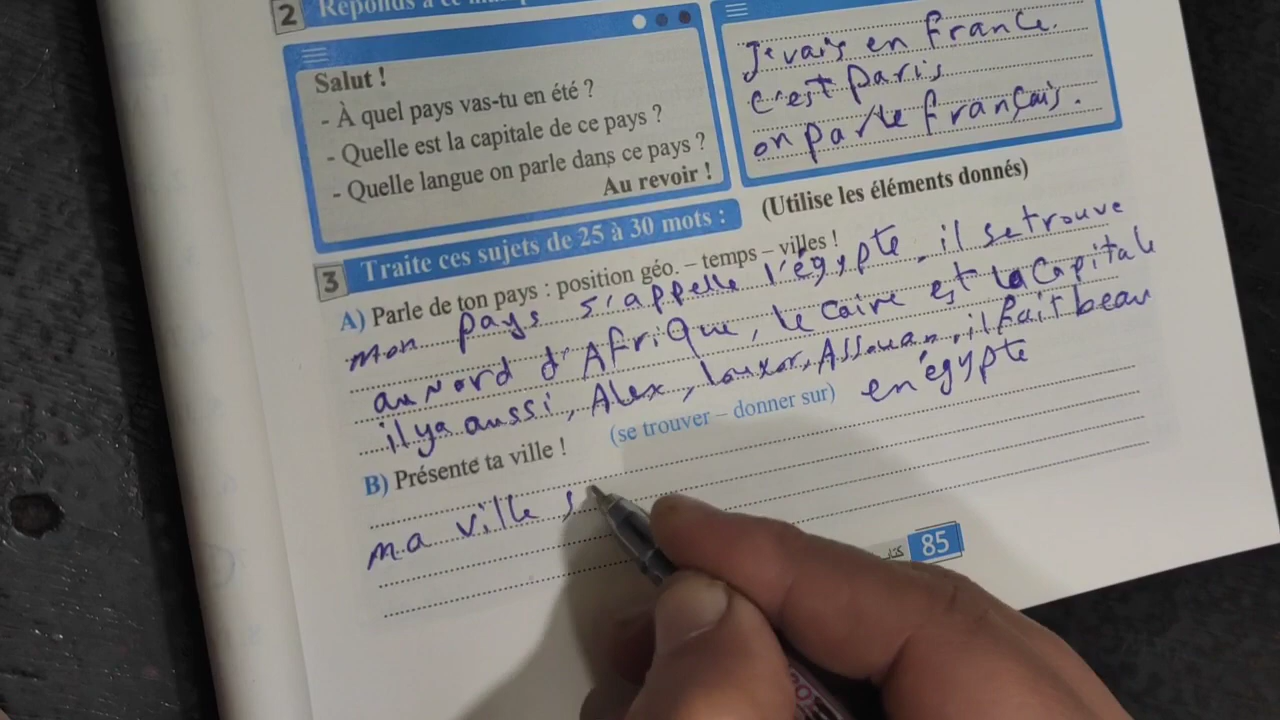 2 Réponds à ce
Salut !
- À quel pays vas-tu en été ?
- Quelle est la capitale de ce pays ?
- Quelle langue on parle dans ce pays ?
Au revoir !
Je vais en France.
c'est Paris
on parle français.
3 Traite ces sujets de 25 à 30 mots :
(Utilise les éléments donnés)
A) Parle de ton pays : position géo. – temps – villes !
mon pays s'appelle l'égypte, il se trouve
au Nord d'Afrique, le caire est la capitale
il ya aussi, Alex, louxor, Assouan, il fait beau
en égypte
B) Présente ta ville !
(se trouver – donner sur)
ma ville s
85